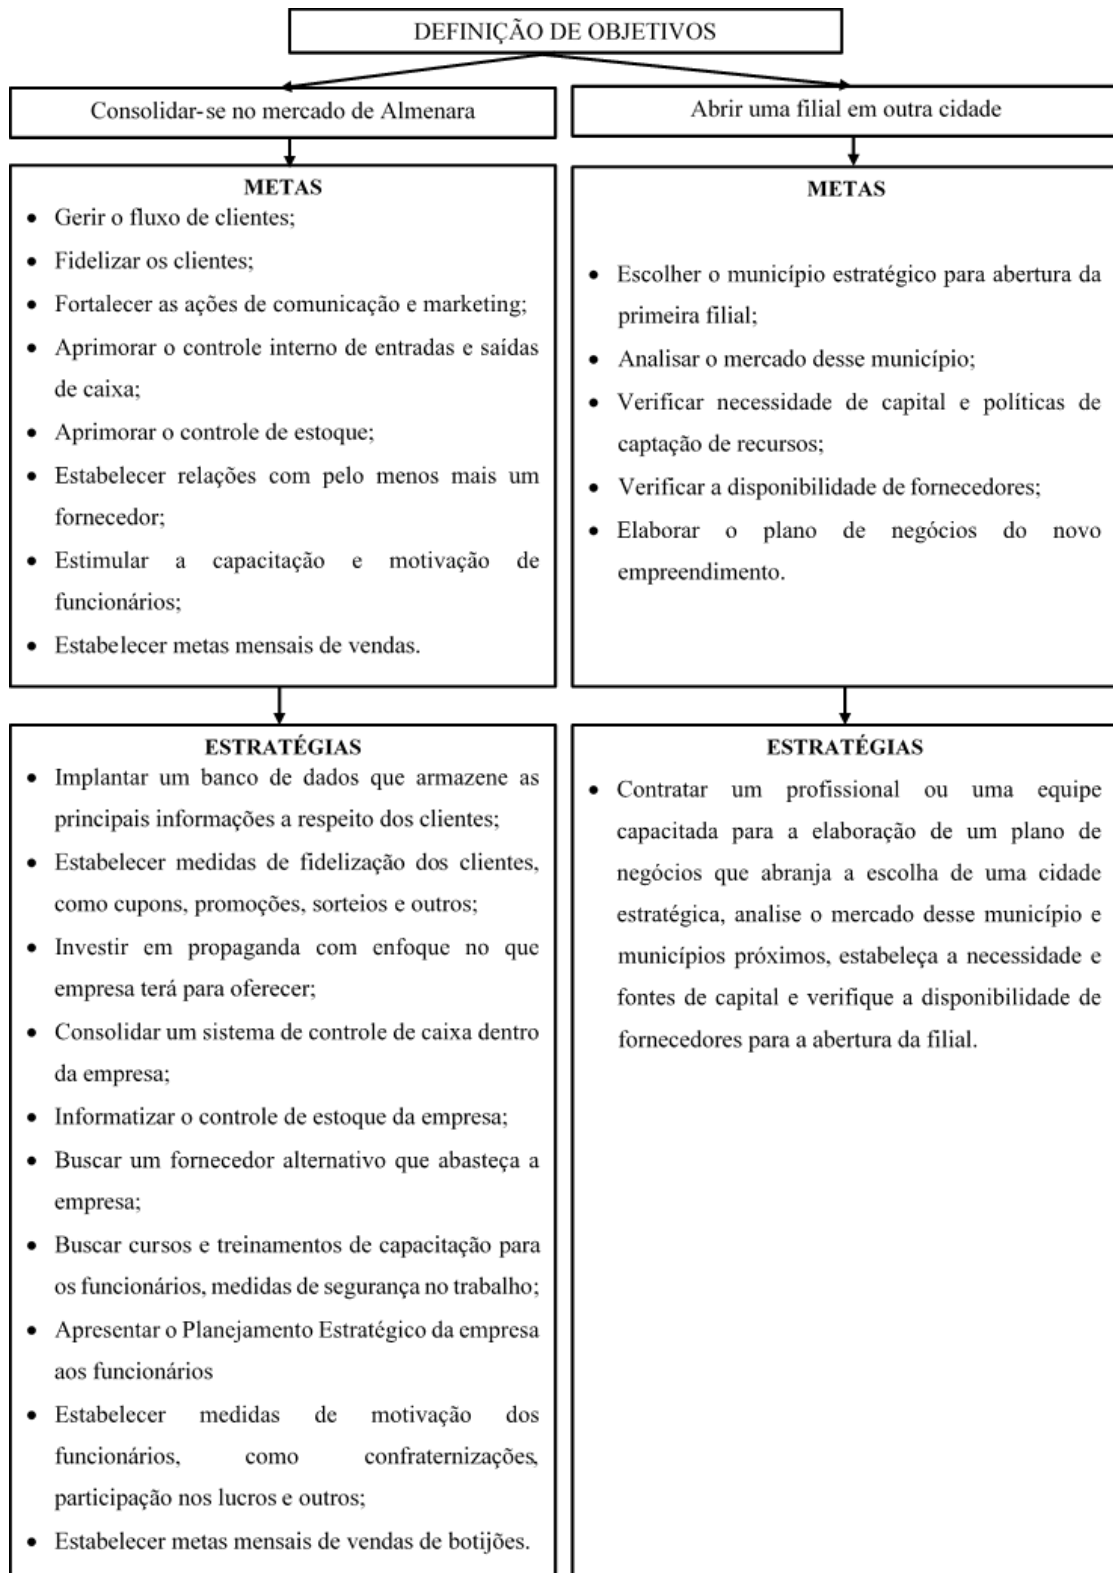 DEFINIÇÃO DE OBJETIVOS
Consolidar-se no mercado de Almenara
METAS
• Gerir o fluxo de clientes;
• Fidelizar os clientes;
• Fortalecer as ações de comunicação e marketing;
• Aprimorar o controle interno de entradas e saídas
de caixa;
• Aprimorar o controle de estoque;
• Estabelecer relações com pelo menos mais um
fornecedor;
• Estimular a capacitação e motivação de
funcionários;
• Estabelecer metas mensais de vendas.
ESTRATÉGIAS
• Implantar um banco de dados que armazene as
principais informações a respeito dos clientes;
• Estabelecer medidas de fidelização dos clientes,
como cupons, promoções, sorteios e outros;
• Investir em propaganda com enfoque no que
empresa terá para oferecer;
• Consolidar um sistema de controle de caixa dentro
da empresa;
• Informatizar o controle de estoque da empresa;
• Buscar um fornecedor alternativo que abasteça a
empresa;
• Buscar cursos e treinamentos de capacitação para
os funcionários, medidas de segurança no trabalho;
• Apresentar o Planejamento Estratégico da empresa
aos funcionários
• Estabelecer medidas de motivação dos
funcionários, como confraternizações,
participação nos lucros e outros;
• Estabelecer metas mensais de vendas de botijões.
Abrir uma filial em outra cidade
METAS
• Escolher o município estratégico para abertura da
primeira filial;
• Analisar o mercado desse município;
• Verificar necessidade de capital e políticas de
captação de recursos;
• Verificar a disponibilidade de fornecedores;
• Elaborar o plano de negócios do novo
empreendimento.
ESTRATÉGIAS
• Contratar um profissional ou uma equipe
capacitada para a elaboração de um plano de
negócios que abranja a escolha de uma cidade
estratégica, analise o mercado desse município e
municípios próximos, estabeleça a necessidade e
fontes de capital e verifique a disponibilidade de
fornecedores para a abertura da filial.